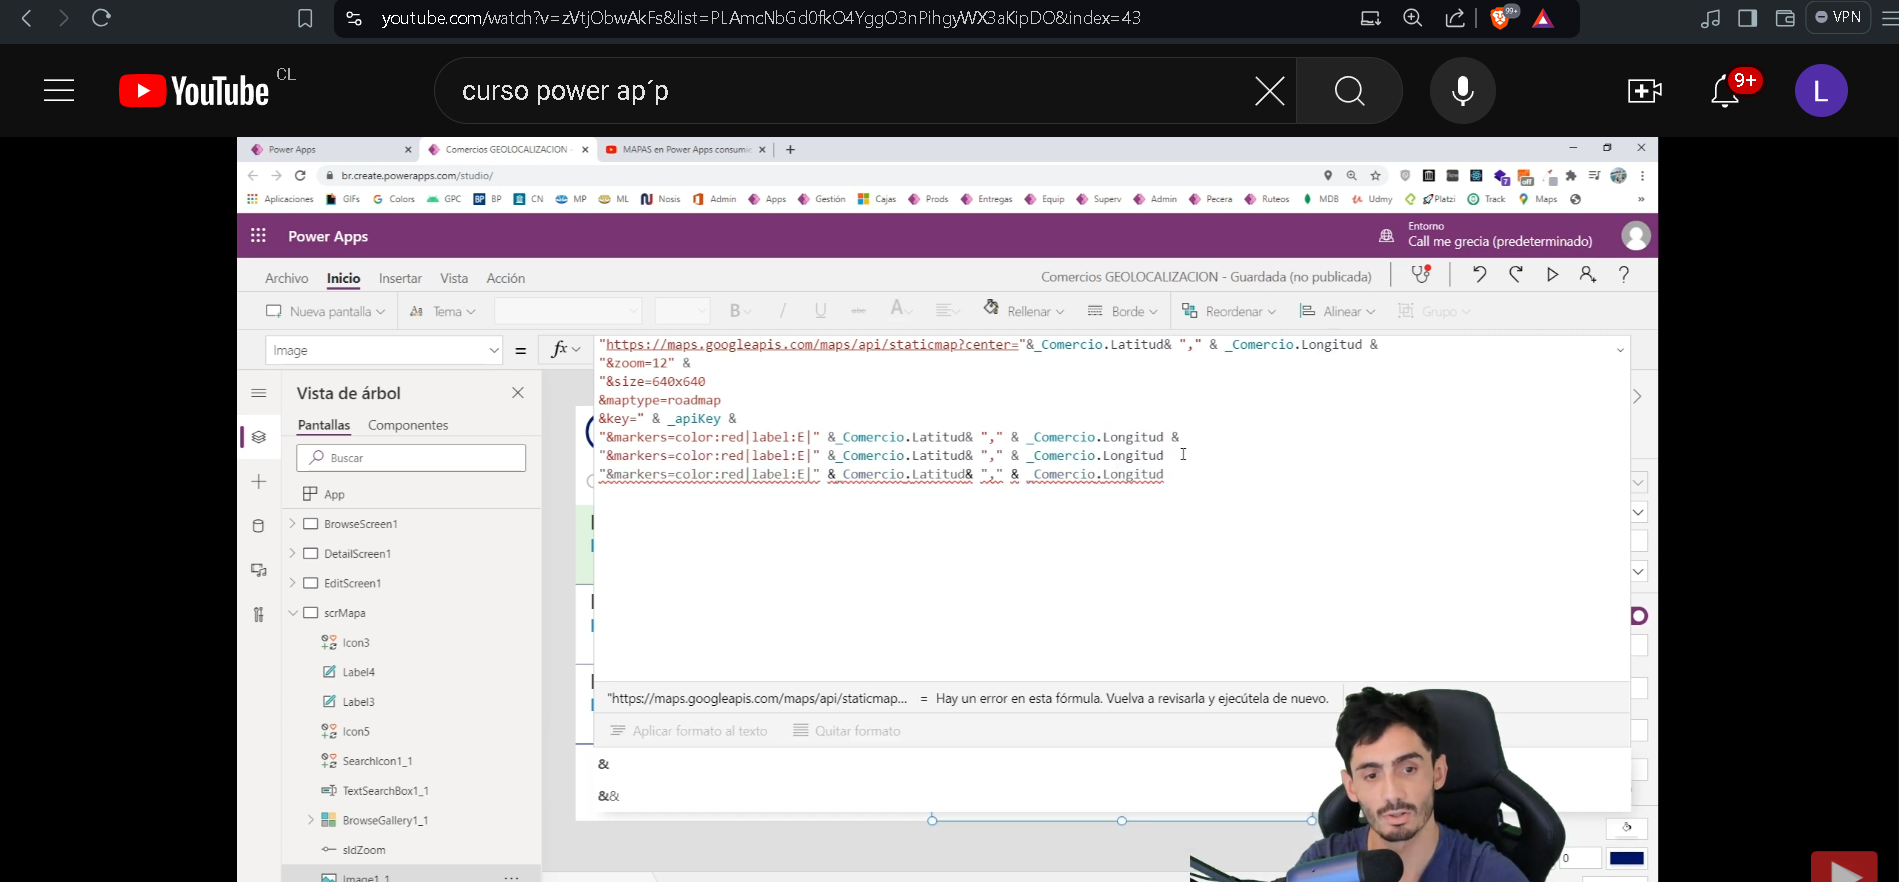 youtube.com/watch?v=zVtjObwAkFs&list=PLAmcNbGd0fkO4YggO3nPihgyWX3aKipDO&index=43
99+
VPN
YouTube CL
curso power ap´p
9+
L
Power Apps
Comercios GEOLOCALIZACION -
MAPAS en Power Apps consumi
br.create.powerapps.com/studio/
Aplicaciones GIFs Colors GPC BP BP CN MP ML Nosis Admin Apps Gestión Cajas Prods Entregas Equip Superv Admin Pecera Ruteos MDB Udmy Platzi Track Maps »
Power Apps
Entorno
Call me grecia (predeterminado)
Archivo Inicio Insertar Vista Acción
Comercios GEOLOCALIZACION - Guardada (no publicada)
Nueva pantalla Tema B / U abc A Rellenar Borde Reordenar Alinear Grupo
Image = fx
"https://maps.googleapis.com/maps/api/staticmap?center="&_Comercio.Latitud& "," & _Comercio.Longitud &
"&zoom=12" &
"&size=640x640
&maptype=roadmap
&key=" & _apiKey &
"&markers=color:red|label:E|" &_Comercio.Latitud& "," & _Comercio.Longitud &
"&markers=color:red|label:E|" &_Comercio.Latitud& "," & _Comercio.Longitud
"&markers=color:red|label:E|" &_Comercio.Latitud& "," & _Comercio.Longitud
Vista de árbol
Pantallas Componentes
Buscar
App
BrowseScreen1
DetailScreen1
EditScreen1
scrMapa
Icon3
Label4
Label3
Icon5
SearchIcon1_1
TextSearchBox1_1
BrowseGallery1_1
sldZoom
Image1_1 ...
"https://maps.googleapis.com/maps/api/staticmap... = Hay un error en esta fórmula. Vuelva a revisarla y ejecútela de nuevo.
Aplicar formato al texto Quitar formato
&
&&
0